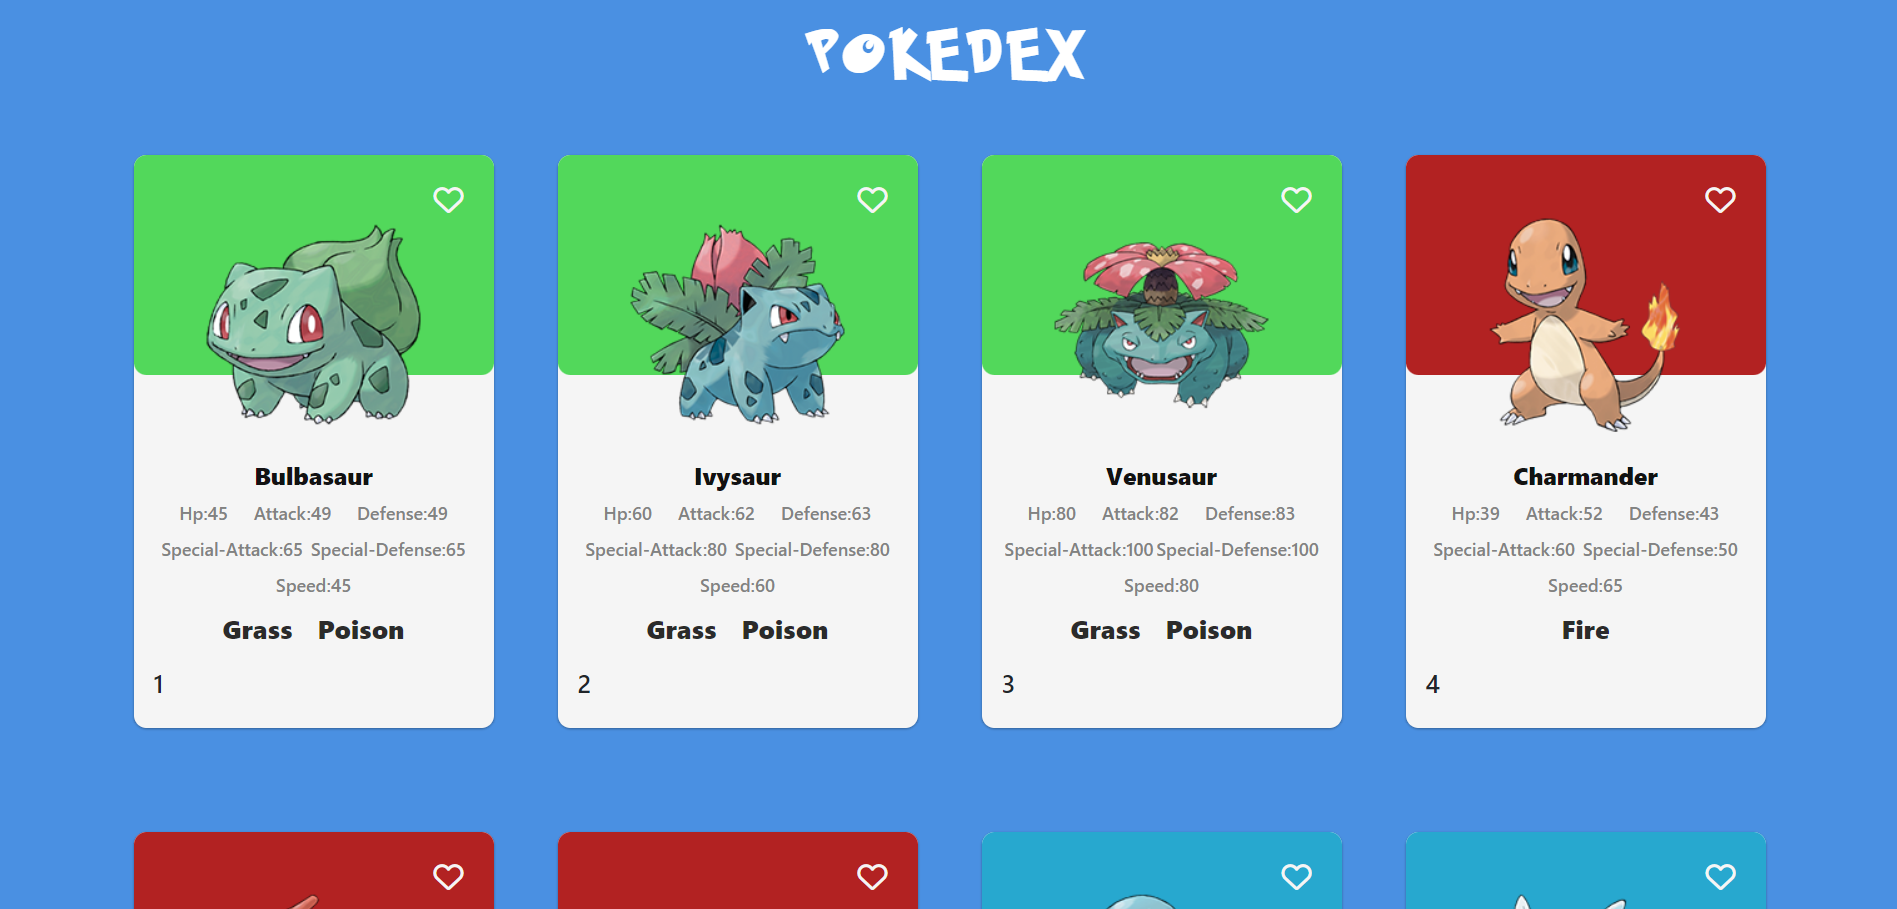 POKEDEX
Bulbasaur
Hp:45 Attack:49 Defense:49
Special-Attack:65 Special-Defense:65
Speed:45
Grass Poison
1
Ivysaur
Hp:60 Attack:62 Defense:63
Special-Attack:80 Special-Defense:80
Speed:60
Grass Poison
2
Venusaur
Hp:80 Attack:82 Defense:83
Special-Attack:100 Special-Defense:100
Speed:80
Grass Poison
3
Charmander
Hp:39 Attack:52 Defense:43
Special-Attack:60 Special-Defense:50
Speed:65
Fire
4